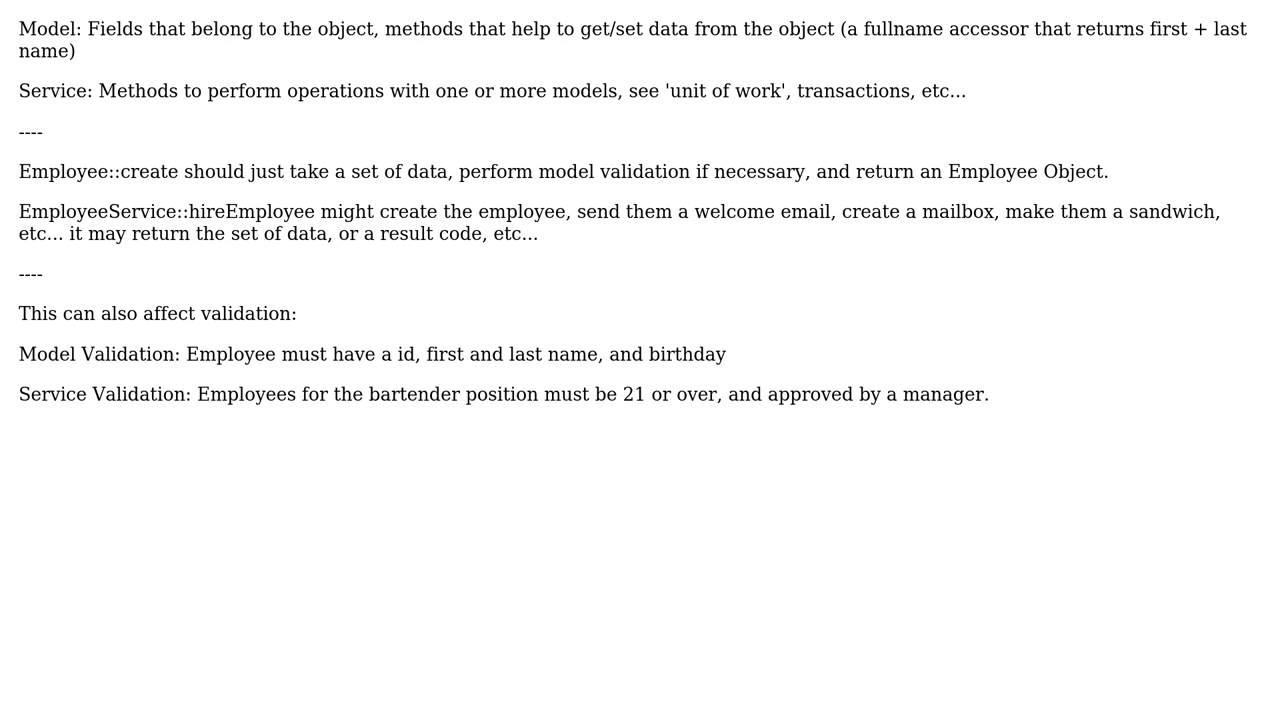 Model: Fields that belong to the object, methods that help to get/set data from the object (a fullname accessor that returns first + last
name)
Service: Methods to perform operations with one or more models, see 'unit of work', transactions, etc...
----
Employee::create should just take a set of data, perform model validation if necessary, and return an Employee Object.
EmployeeService::hireEmployee might create the employee, send them a welcome email, create a mailbox, make them a sandwich,
etc... it may return the set of data, or a result code, etc...
----
This can also affect validation:
Model Validation: Employee must have a id, first and last name, and birthday
Service Validation: Employees for the bartender position must be 21 or over, and approved by a manager.